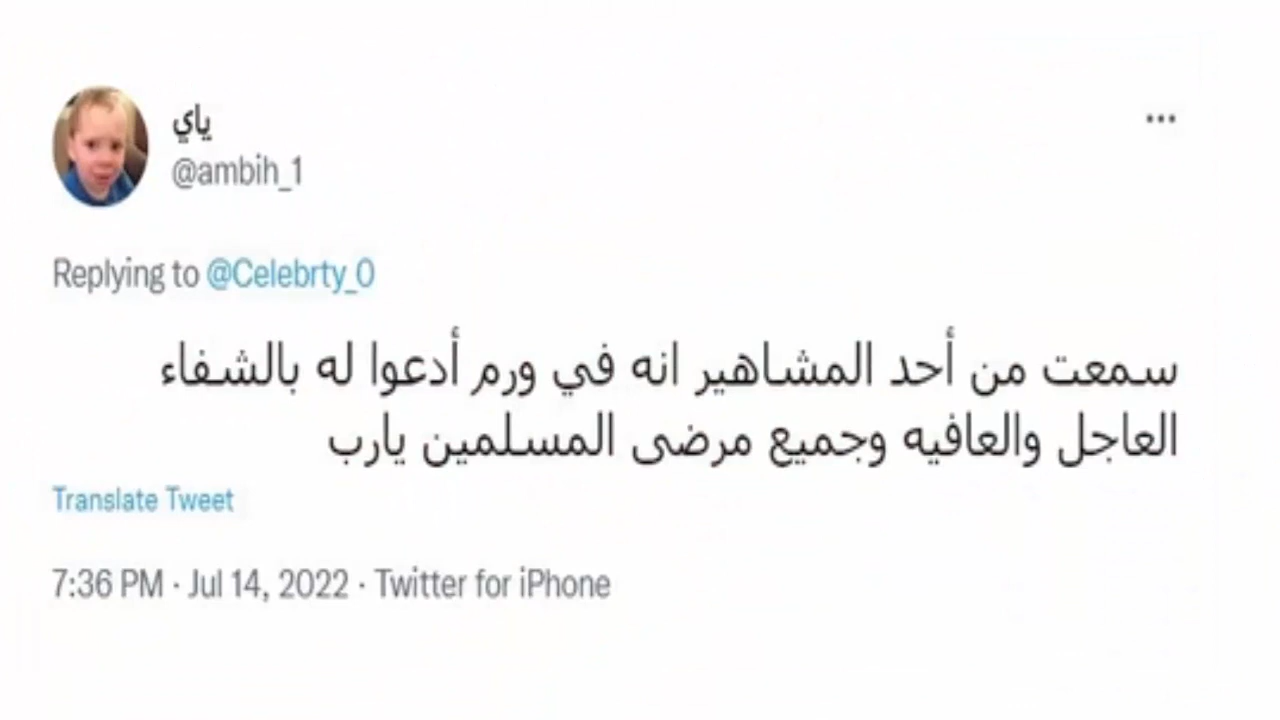 ياي
@ambih_1
...
Replying to @Celebrty_0
سمعت من أحد المشاهير انه في ورم أدعوا له بالشفاء
العاجل والعافيه وجميع مرضى المسلمين يارب
Translate Tweet
7:36 PM · Jul 14, 2022 · Twitter for iPhone